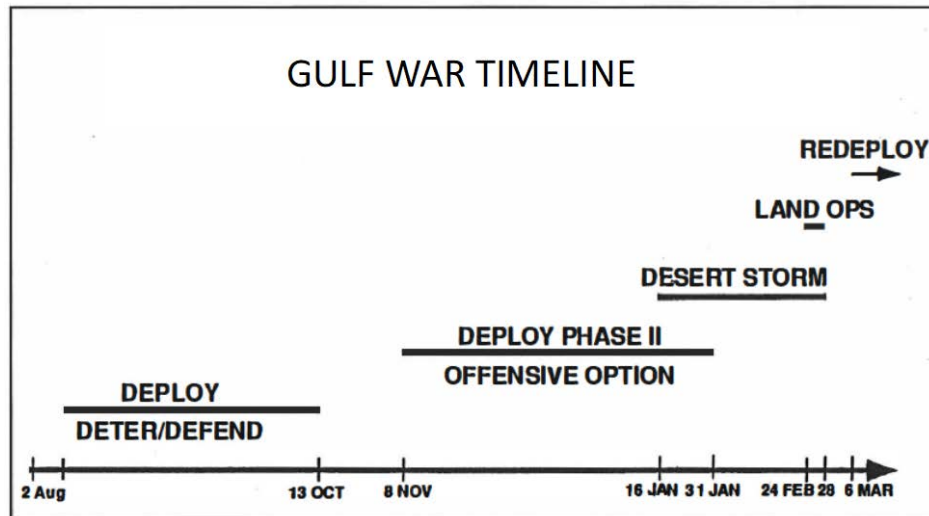 GULF WAR TIMELINE
REDEPLOY
LAND OPS
DESERT STORM
DEPLOY PHASE II
OFFENSIVE OPTION
DEPLOY
DETER/DEFEND
2 Aug 13 OCT 8 NOV 16 JAN 31 JAN 24 FEB 28 6 MAR